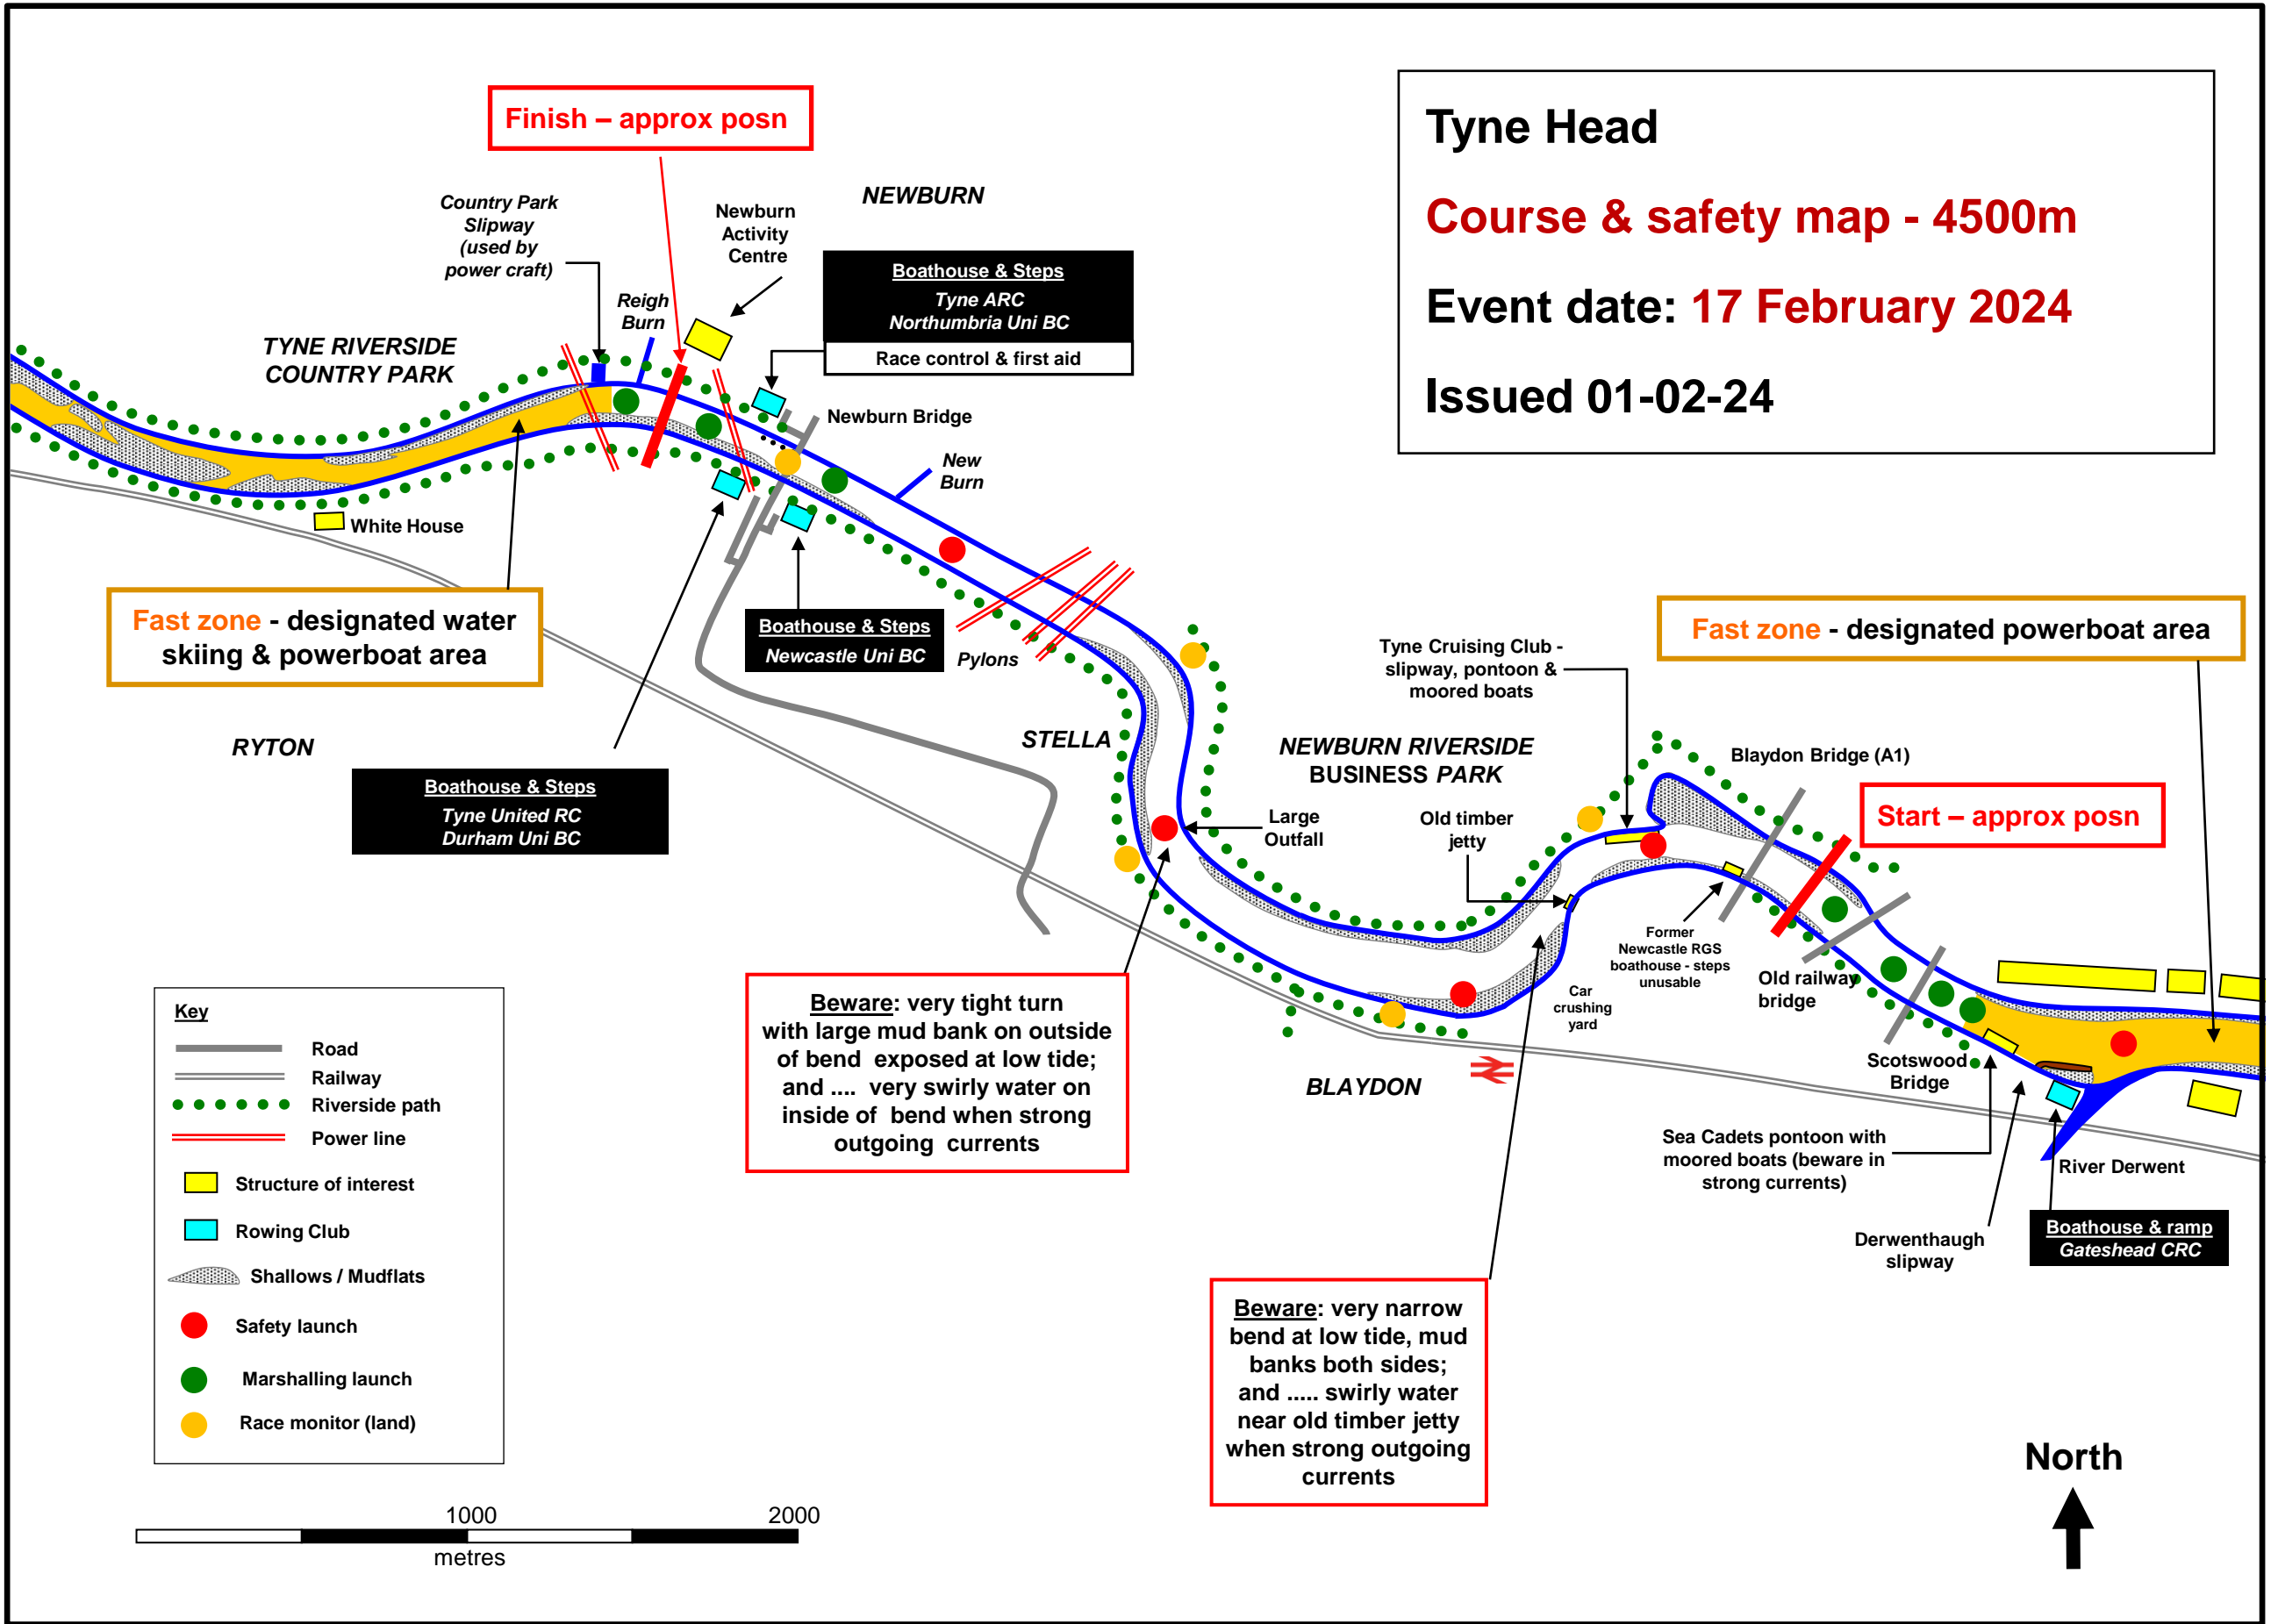 Tyne Head
Course & safety map - 4500m
Event date: 17 February 2024
Issued 01-02-24
Finish – approx posn
NEWBURN
Country Park
Slipway
(used by
power craft)
Newburn
Activity
Centre
Reigh
Burn
Boathouse & Steps
Tyne ARC
Northumbria Uni BC
Race control & first aid
TYNE RIVERSIDE
COUNTRY PARK
Newburn Bridge
New
Burn
White House
Fast zone - designated water
skiing & powerboat area
Boathouse & Steps
Newcastle Uni BC
Pylons
RYTON
Boathouse & Steps
Tyne United RC
Durham Uni BC
STELLA
NEWBURN RIVERSIDE
BUSINESS PARK
Tyne Cruising Club -
slipway, pontoon &
moored boats
Fast zone - designated powerboat area
Blaydon Bridge (A1)
Start – approx posn
Large
Outfall
Old timber
jetty
Former
Newcastle RGS
boathouse - steps
unusable
Car
crushing
yard
Old railway
bridge
Scotswood
Bridge
BLAYDON
Sea Cadets pontoon with
moored boats (beware in
strong currents)
River Derwent
Derwenthaugh
slipway
Boathouse & ramp
Gateshead CRC
Beware: very tight turn
with large mud bank on outside
of bend exposed at low tide;
and .... very swirly water on
inside of bend when strong
outgoing currents
Beware: very narrow
bend at low tide, mud
banks both sides;
and ..... swirly water
near old timber jetty
when strong outgoing
currents
Key
Road
Railway
Riverside path
Power line
Structure of interest
Rowing Club
Shallows / Mudflats
Safety launch
Marshalling launch
Race monitor (land)
1000
2000
metres
North